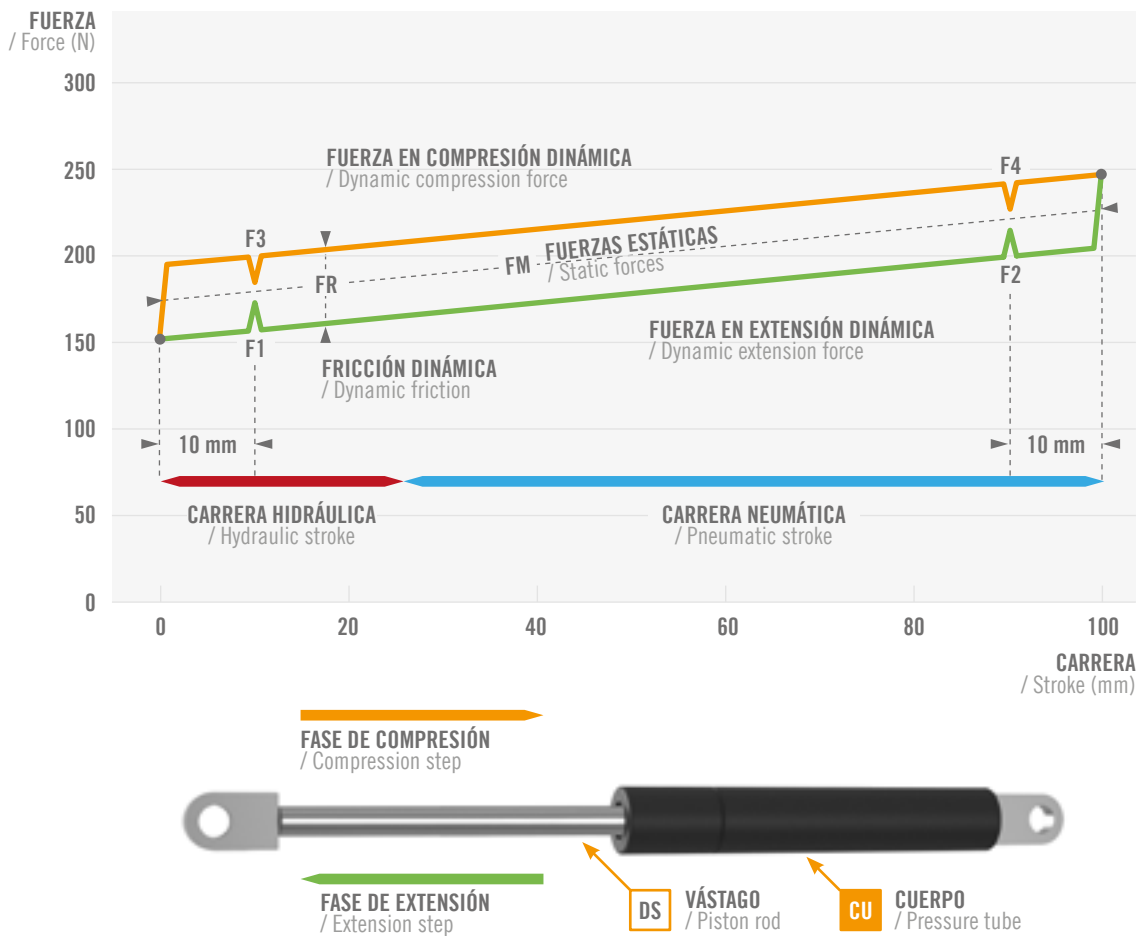 FUERZA
/ Force (N)
300
250
200
150
100
50
0
FUERZA EN COMPRESIÓN DINÁMICA
/ Dynamic compression force
F4
F3
FUERZAS ESTÁTICAS
FM
/ Static forces
FR
F2
F1
FUERZA EN EXTENSIÓN DINÁMICA
/ Dynamic extension force
FRICCIÓN DINÁMICA
/ Dynamic friction
10 mm
10 mm
CARRERA HIDRÁULICA
/ Hydraulic stroke
CARRERA NEUMÁTICA
/ Pneumatic stroke
0
20
40
60
80
100
CARRERA
/ Stroke (mm)
FASE DE COMPRESIÓN
/ Compression step
FASE DE EXTENSIÓN
/ Extension step
DS
VÁSTAGO
/ Piston rod
CU
CUERPO
/ Pressure tube